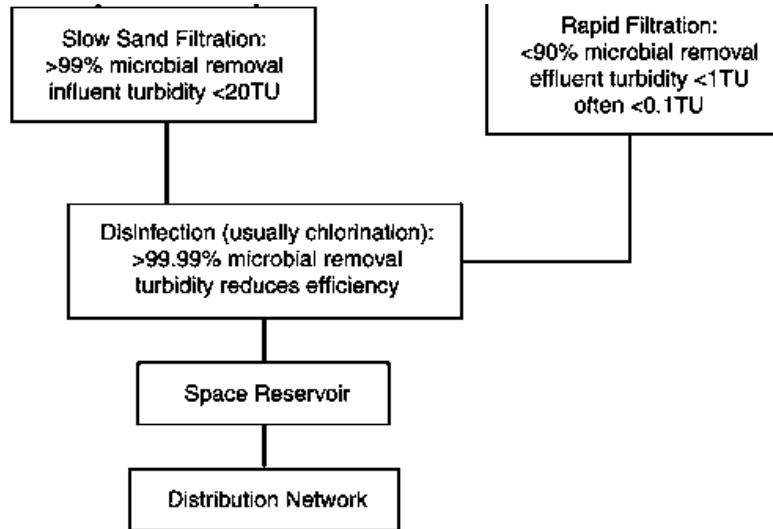 Slow Sand Filtration:
>99% microbial removal
influent turbidity <20TU
Rapid Filtration:
<90% microbial removal
effluent turbidity <1TU
often <0.1TU
Disinfection (usually chlorination):
>99.99% microbial removal
turbidity reduces efficiency
Space Reservoir
Distribution Network